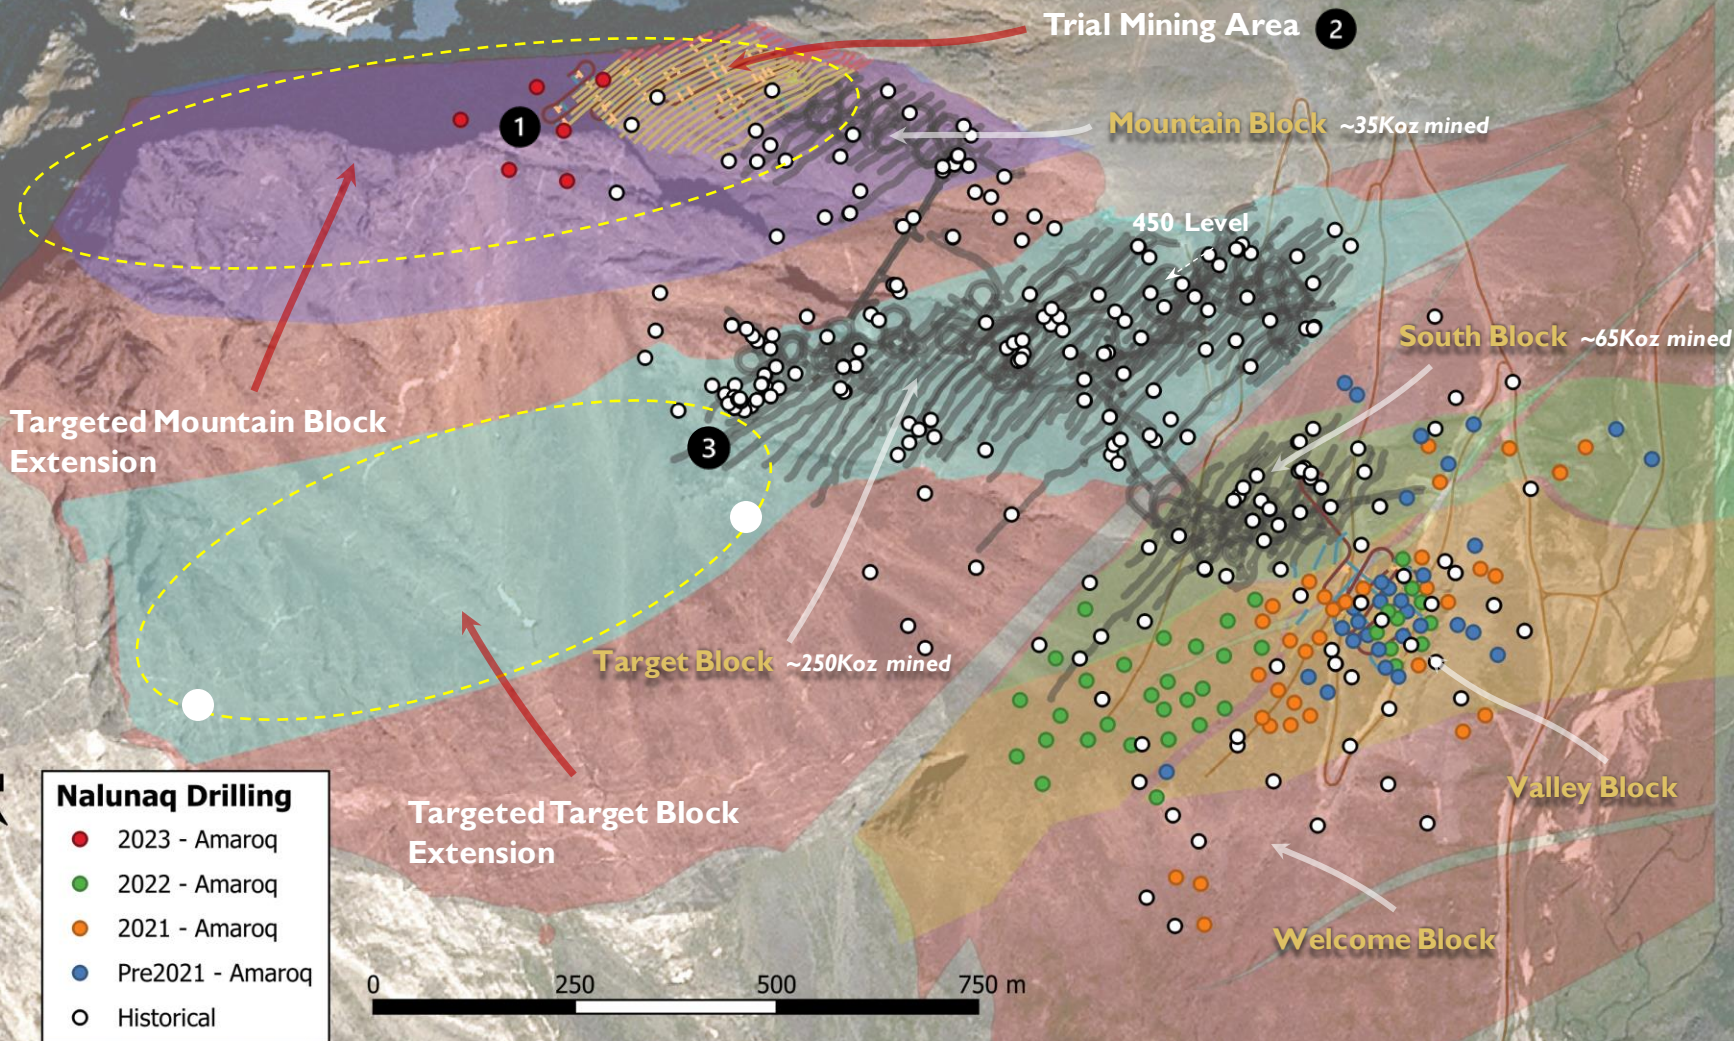 Trial Mining Area 2
1
Mountain Block ~35Koz mined
450 Level
South Block ~65Koz mined
Targeted Mountain Block
Extension
3
Target Block ~250Koz mined
Valley Block
Targeted Target Block
Extension
Welcome Block
Nalunaq Drilling
2023 - Amaroq
2022 - Amaroq
2021 - Amaroq
Pre2021 - Amaroq
Historical
0 250 500 750 m